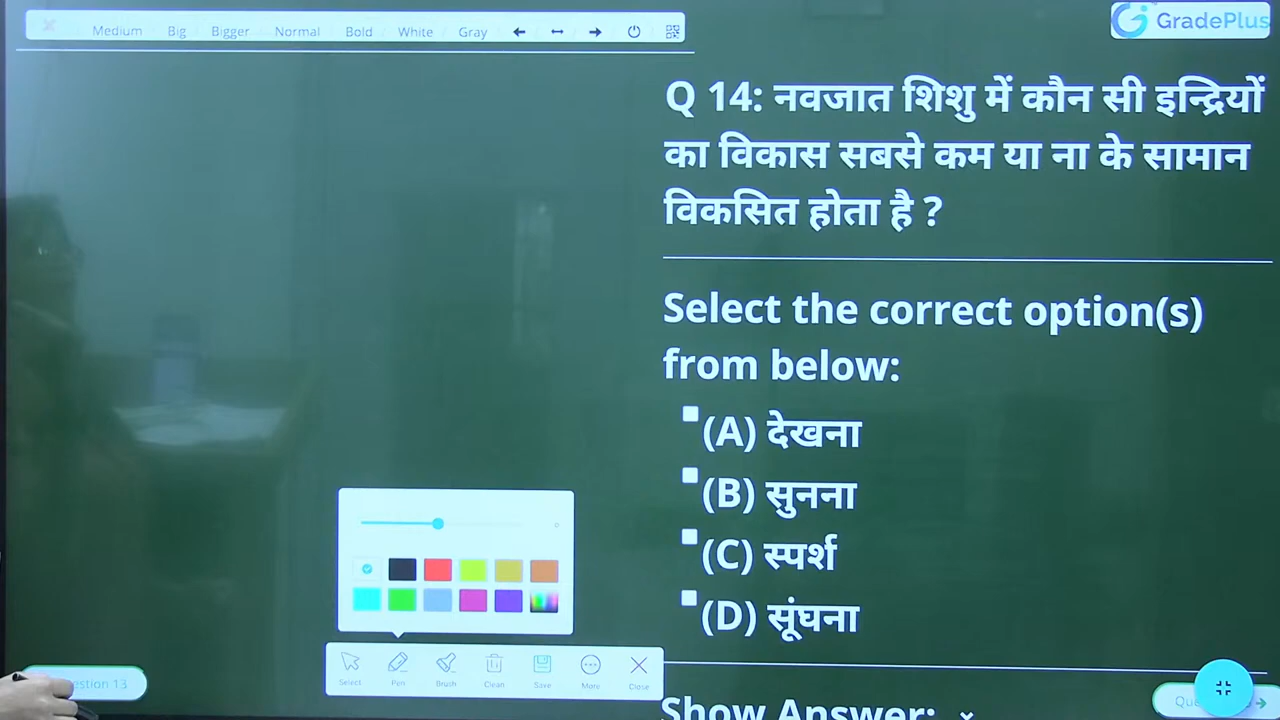 Medium Big Bigger Normal Bold White Gray
GradePlus
Q 14: नवजात शिशु में कौन सी इन्द्रियों
का विकास सबसे कम या ना के सामान
विकसित होता है ?
Select the correct option(s)
from below:
(A) देखना
(B) सुनना
(C) स्पर्श
(D) सूंघना
Select Pen Brush Clean Save More Close
13
Show Answer: